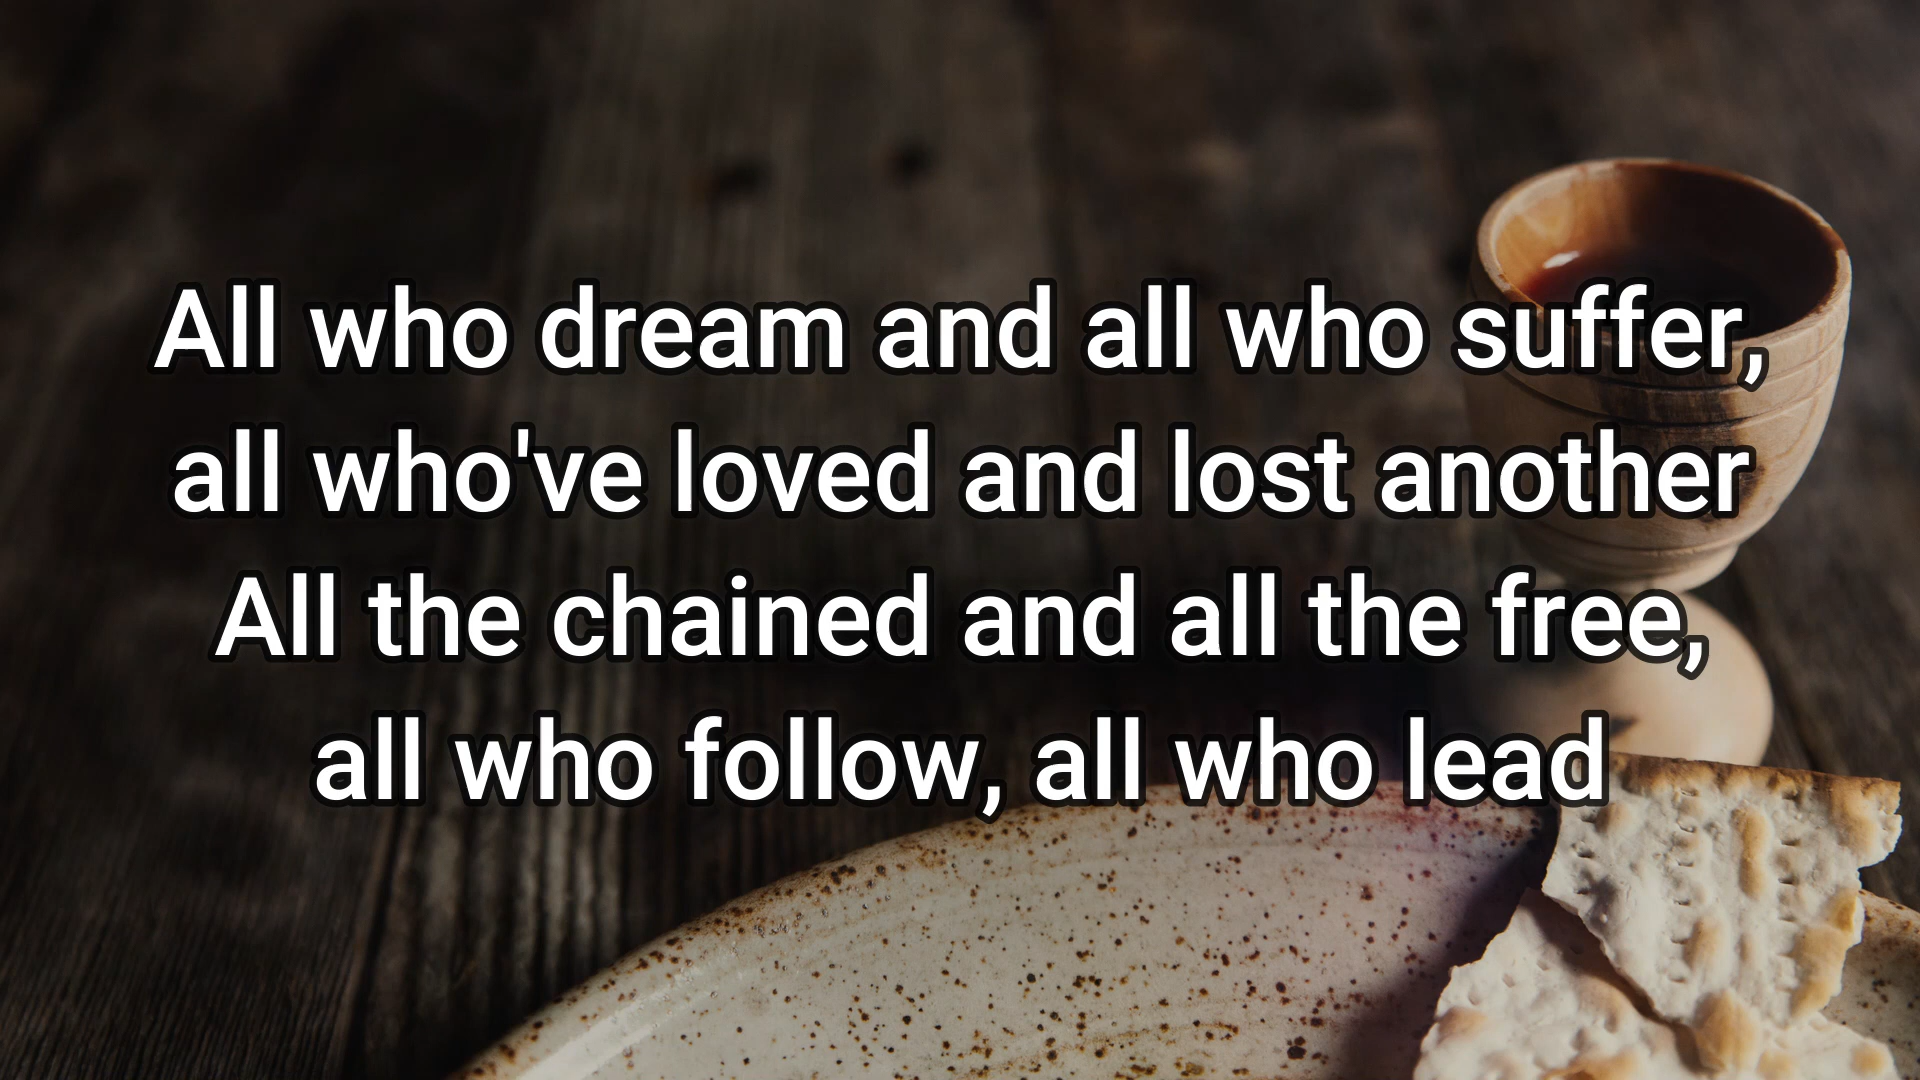 All who dream and all who suffer,
all who've loved and lost another
All the chained and all the free,
all who follow, all who lead